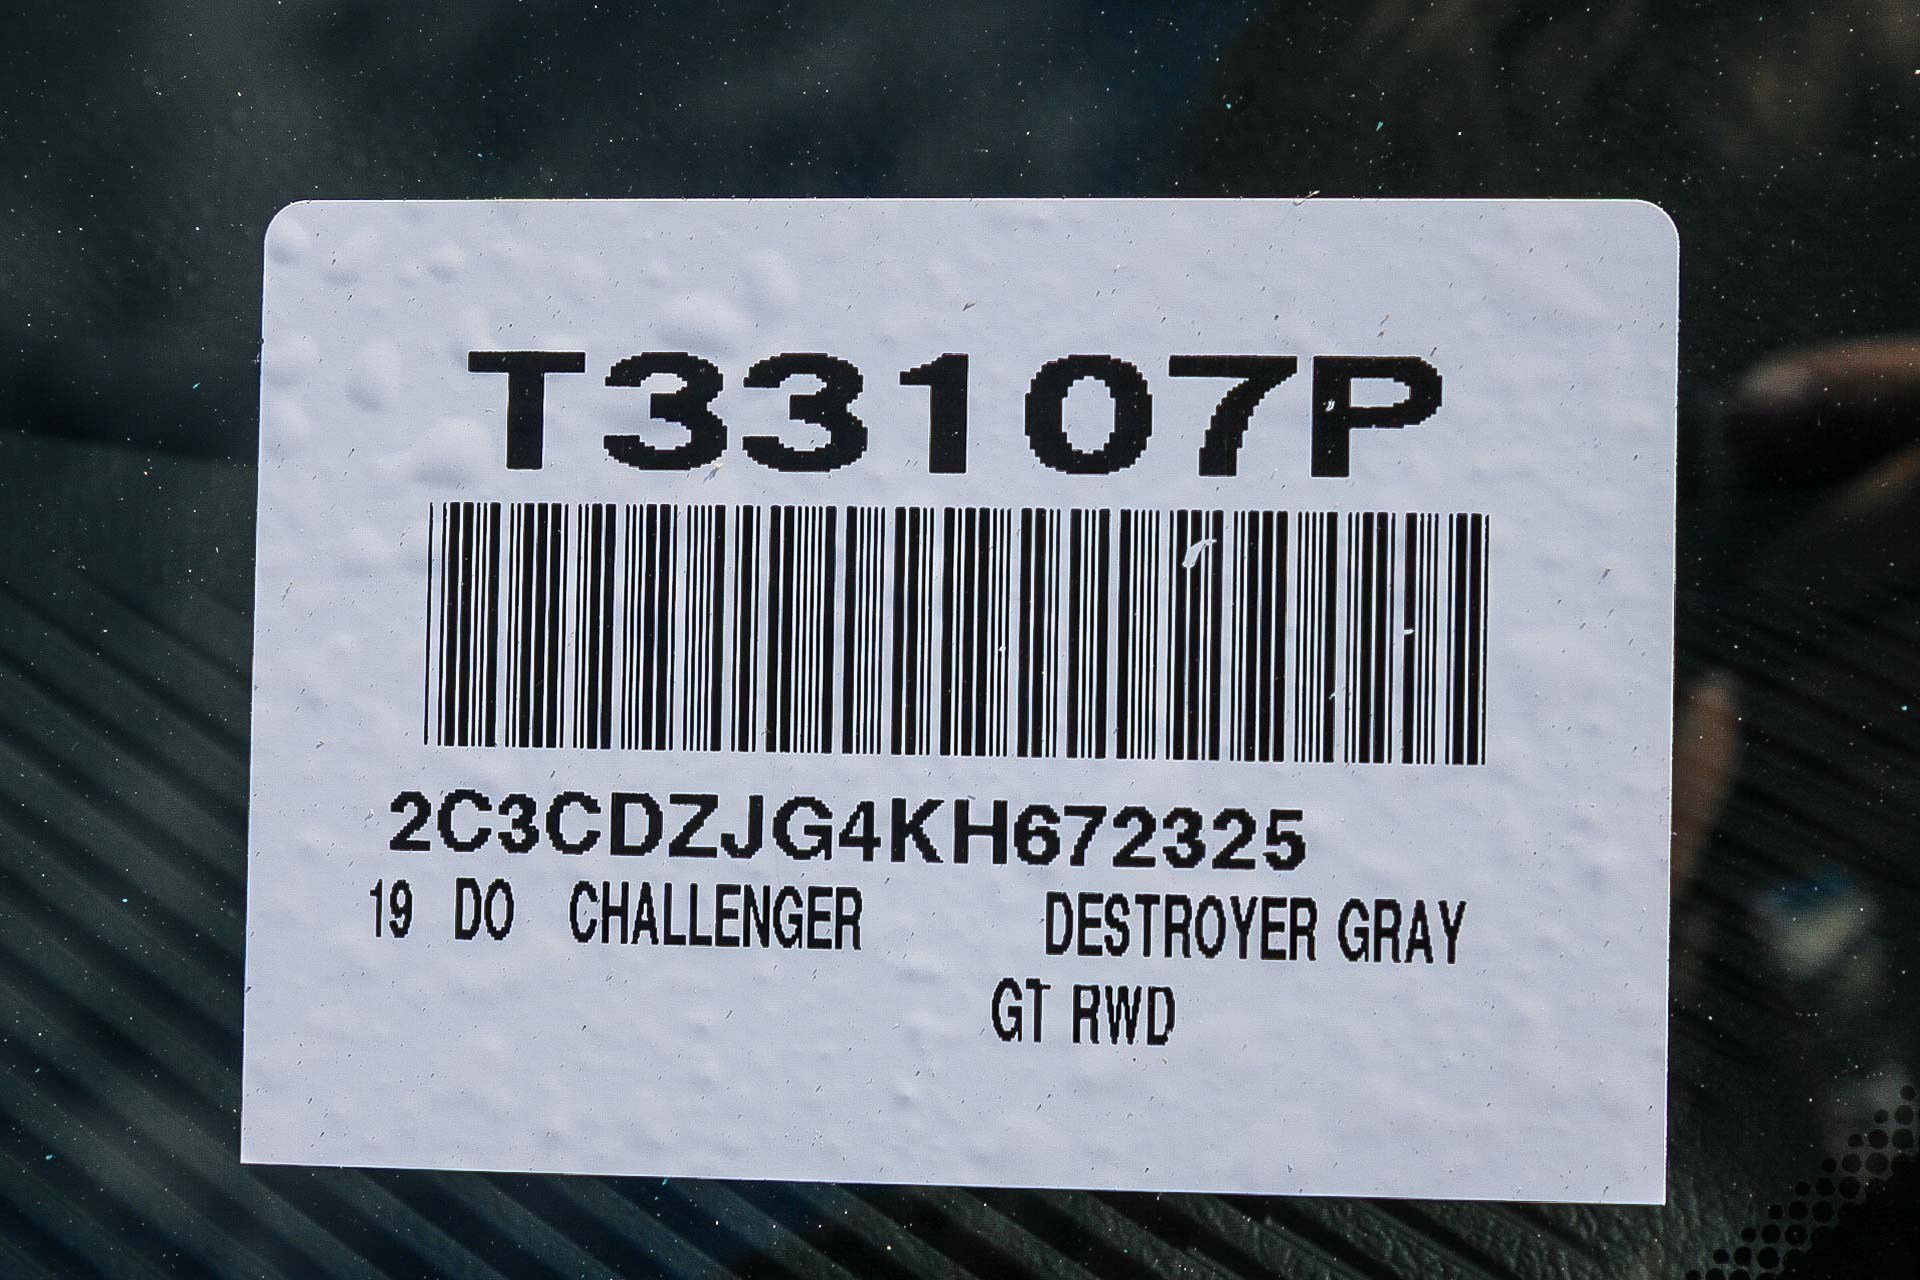 T33107P
2C3CDZJG4KH672325
19 DO CHALLENGER DESTROYER GRAY
GT RWD